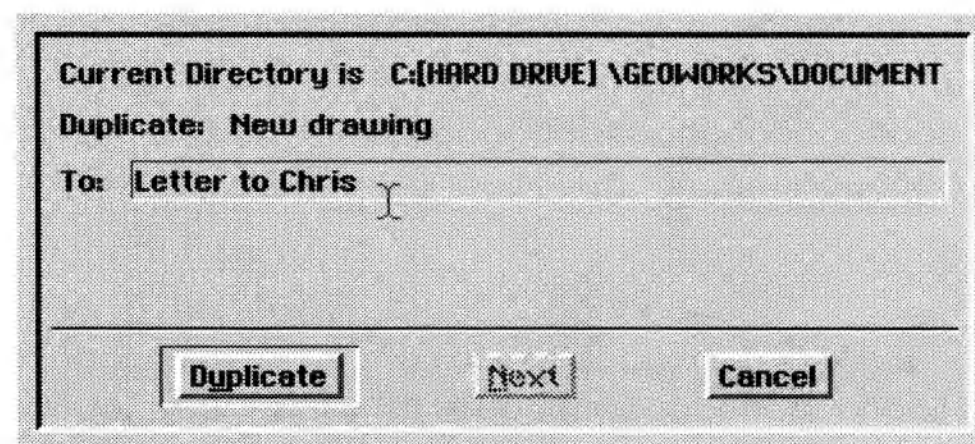 Current Directory is C:[HARD DRIVE] \GEOWORKS\DOCUMENT
Duplicate: New drawing
To: Letter to Chris
Duplicate Next Cancel